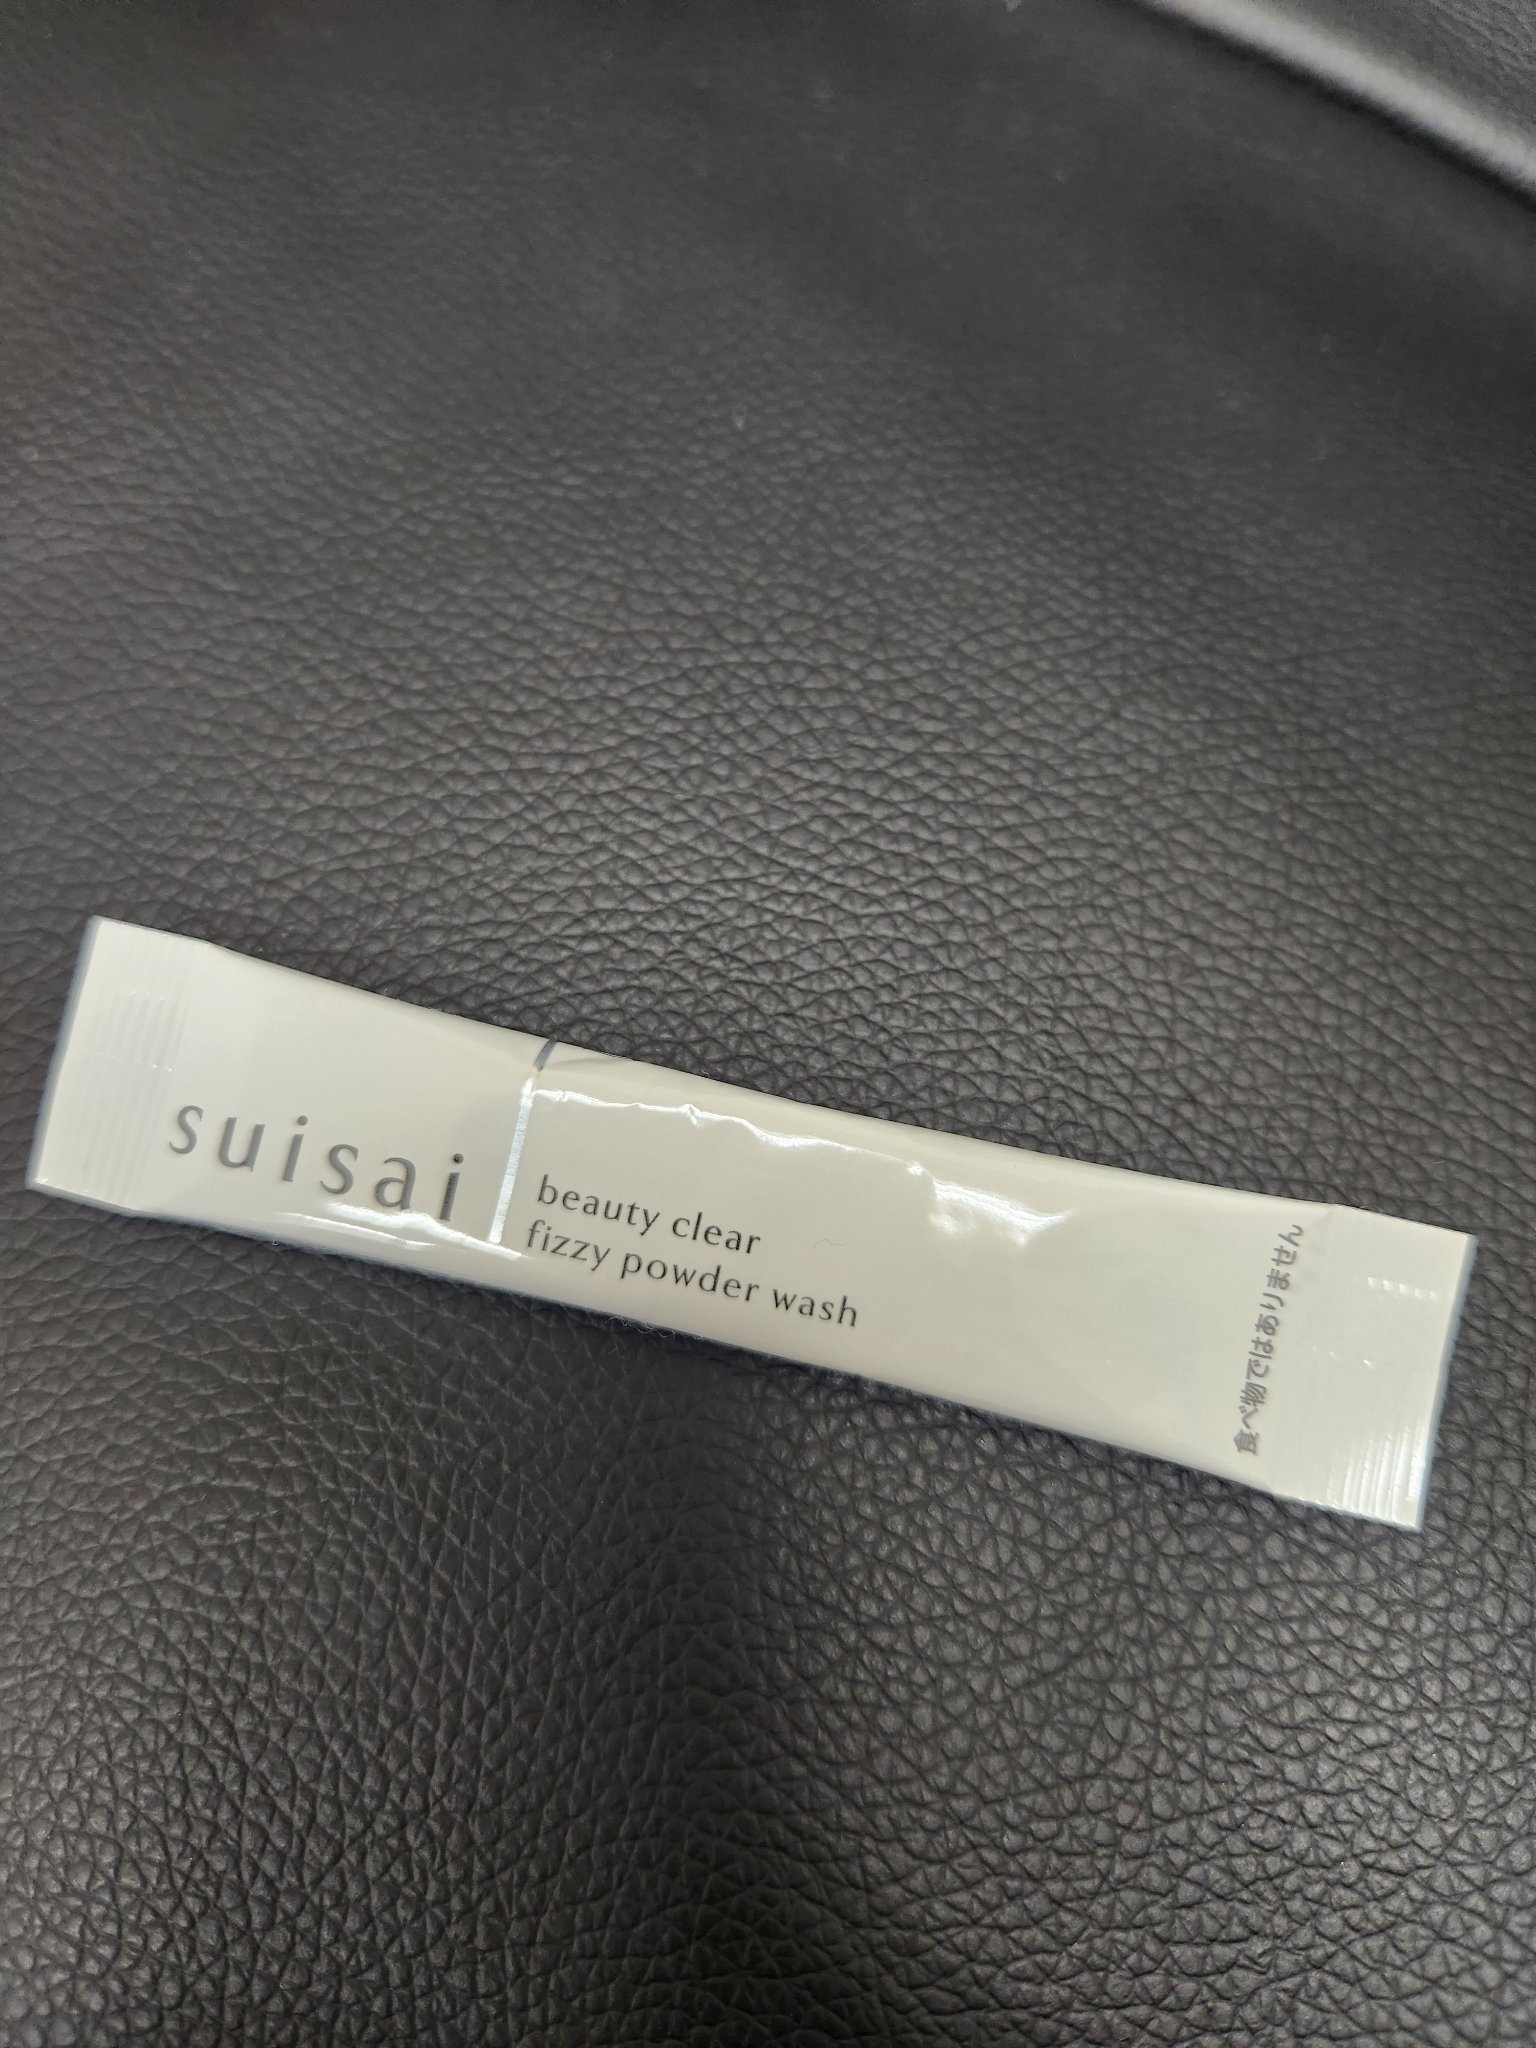 suisai
beauty clear
fizzy powder wash
食べ物ではありません